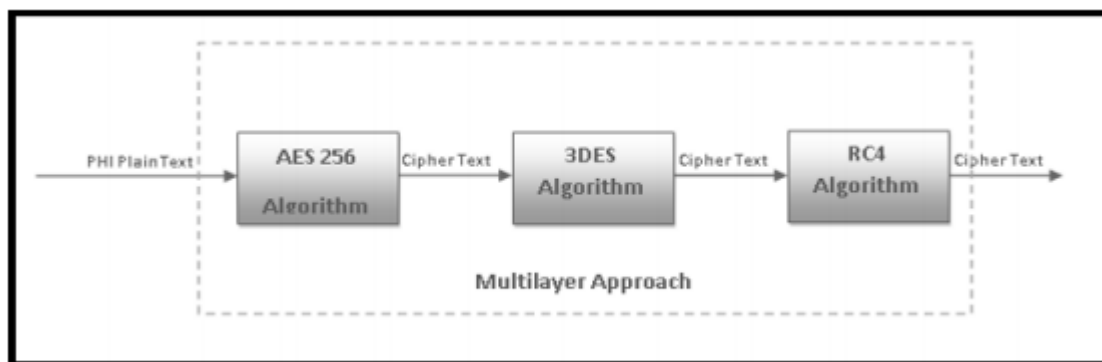 PHI Plain Text
AES 256
Algorithm
Cipher Text
3DES
Algorithm
Cipher Text
RC4
Algorithm
Cipher Text
Multilayer Approach